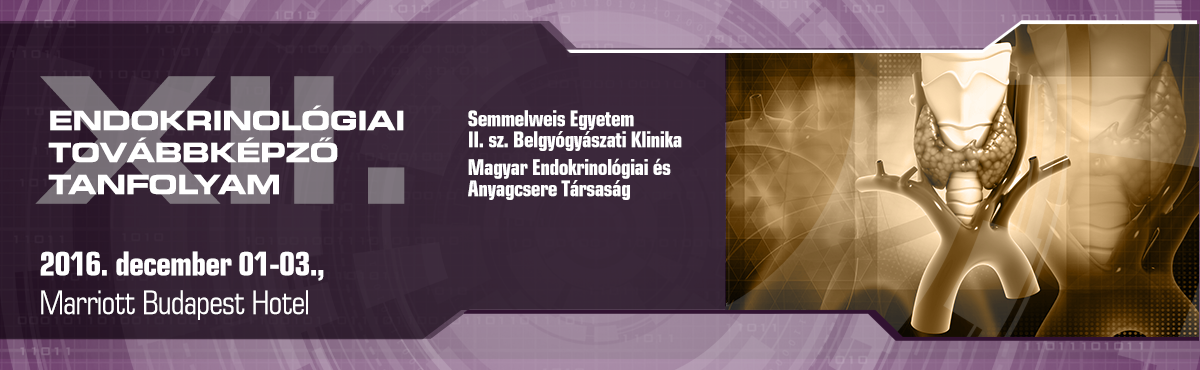 XII.
ENDOKRINOLÓGIAI
TOVÁBBKÉPZŐ
TANFOLYAM
2016. december 01-03.,
Marriott Budapest Hotel
Semmelweis Egyetem
II. sz. Belgyógyászati Klinika
Magyar Endokrinológiai és
Anyagcsere Társaság